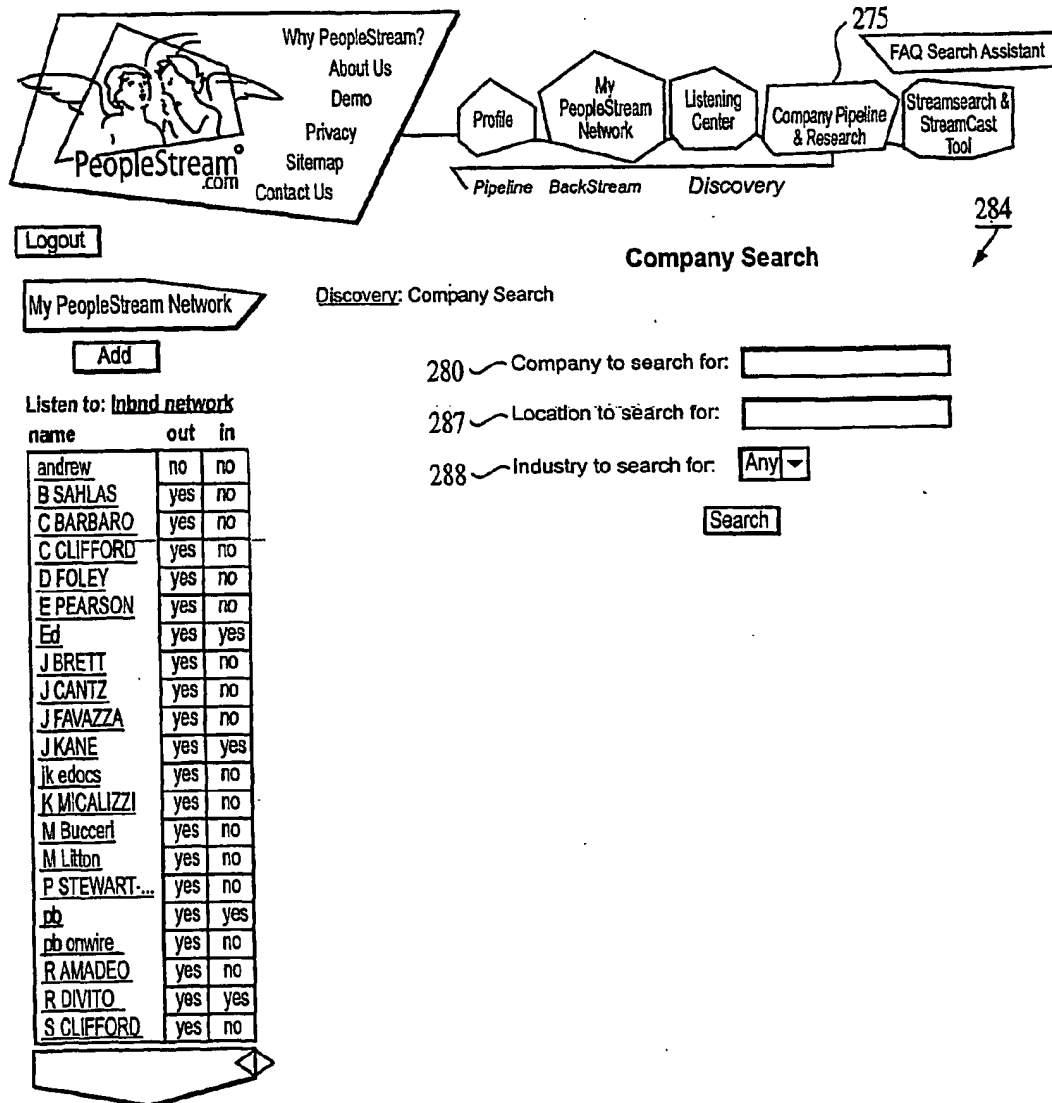 Why PeopleStream?
About Us
Demo
Privacy
Sitemap
Contact Us
PeopleStream
.com
275
FAQ Search Assistant
Profile
My
PeopleStream
Network
Listening
Center
Company Pipeline
& Research
Streamsearch &
StreamCast
Tool
Pipeline BackStream Discovery
284
Logout
Company Search
My PeopleStream Network
Discovery: Company Search
Add
280 Company to search for:
Listen to: Inbnd network
287 Location to search for:
name out in
288 Industry to search for: Any
Search
andrew no no
B SAHLAS yes no
C BARBARO yes no
C CLIFFORD yes no
D FOLEY yes no
E PEARSON yes no
Ed yes yes
J BRETT yes no
J CANTZ yes no
J FAVAZZA yes no
J KANE yes yes
jk edocs yes no
K MICALIZZI yes no
M Buccerl yes no
M Litton yes no
P STEWART-... yes no
pb yes yes
pb onwire yes no
R AMADEO yes no
R DIVITO yes yes
S CLIFFORD yes no